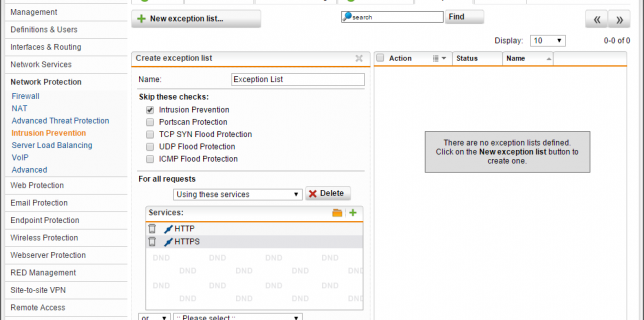 Management
Definitions & Users
Interfaces & Routing
Network Services
Network Protection
Firewall
NAT
Advanced Threat Protection
Intrusion Prevention
Server Load Balancing
VoIP
Advanced
Web Protection
Email Protection
Endpoint Protection
Wireless Protection
Webserver Protection
RED Management
Site-to-site VPN
Remote Access
+ New exception list...
search
Find
«
»
Display: 10
0-0 of 0
Create exception list
Name: Exception List
Skip these checks:
Intrusion Prevention
Portscan Protection
TCP SYN Flood Protection
UDP Flood Protection
ICMP Flood Protection
For all requests
Using these services
Delete
Services:
HTTP
HTTPS
DND DND DND
DND DND DND
DND DND DND
DND DND DND
or
:: Please select ::
Action
Status
Name
There are no exception lists defined.
Click on the New exception list button to
create one.